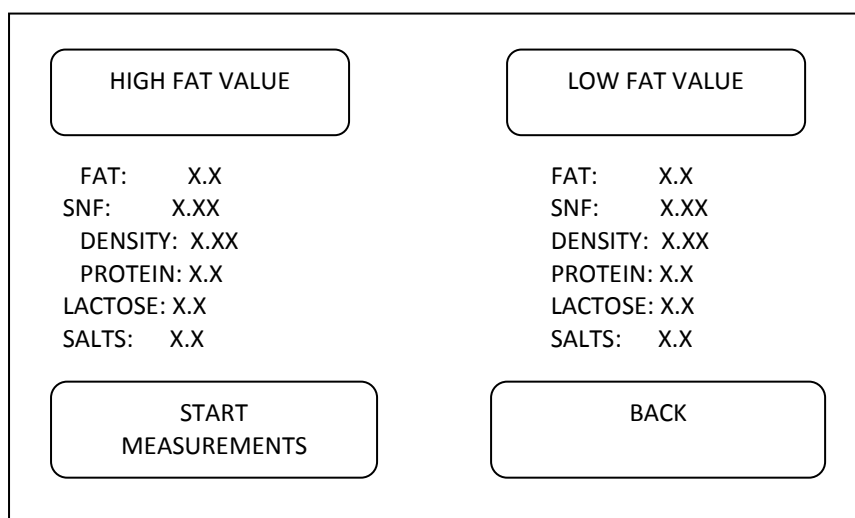 HIGH FAT VALUE
LOW FAT VALUE
FAT: X.X
SNF: X.XX
DENSITY: X.XX
PROTEIN: X.X
LACTOSE: X.X
SALTS: X.X
FAT: X.X
SNF: X.XX
DENSITY: X.XX
PROTEIN: X.X
LACTOSE: X.X
SALTS: X.X
START
MEASUREMENTS
BACK